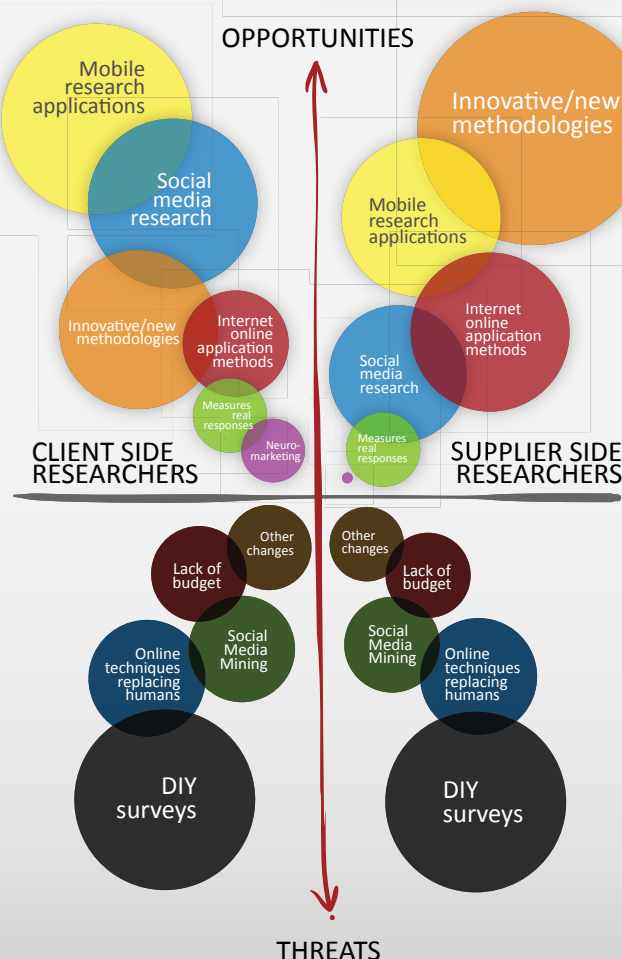 OPPORTUNITIES
Mobile
research
applications
Social
media
research
Innovative/new
methodologies
Internet
online
application
methods
Measures
real
responses
Neuro-
marketing
Innovative/new
methodologies
Mobile
research
applications
Internet
online
application
methods
Social
media
research
Measures
real
responses
CLIENT SIDE
RESEARCHERS
SUPPLIER SIDE
RESEARCHERS
Other
changes
Lack of
budget
Social
Media
Mining
Online
techniques
replacing
humans
DIY
surveys
Other
changes
Lack of
budget
Social
Media
Mining
Online
techniques
replacing
humans
DIY
surveys
THREATS